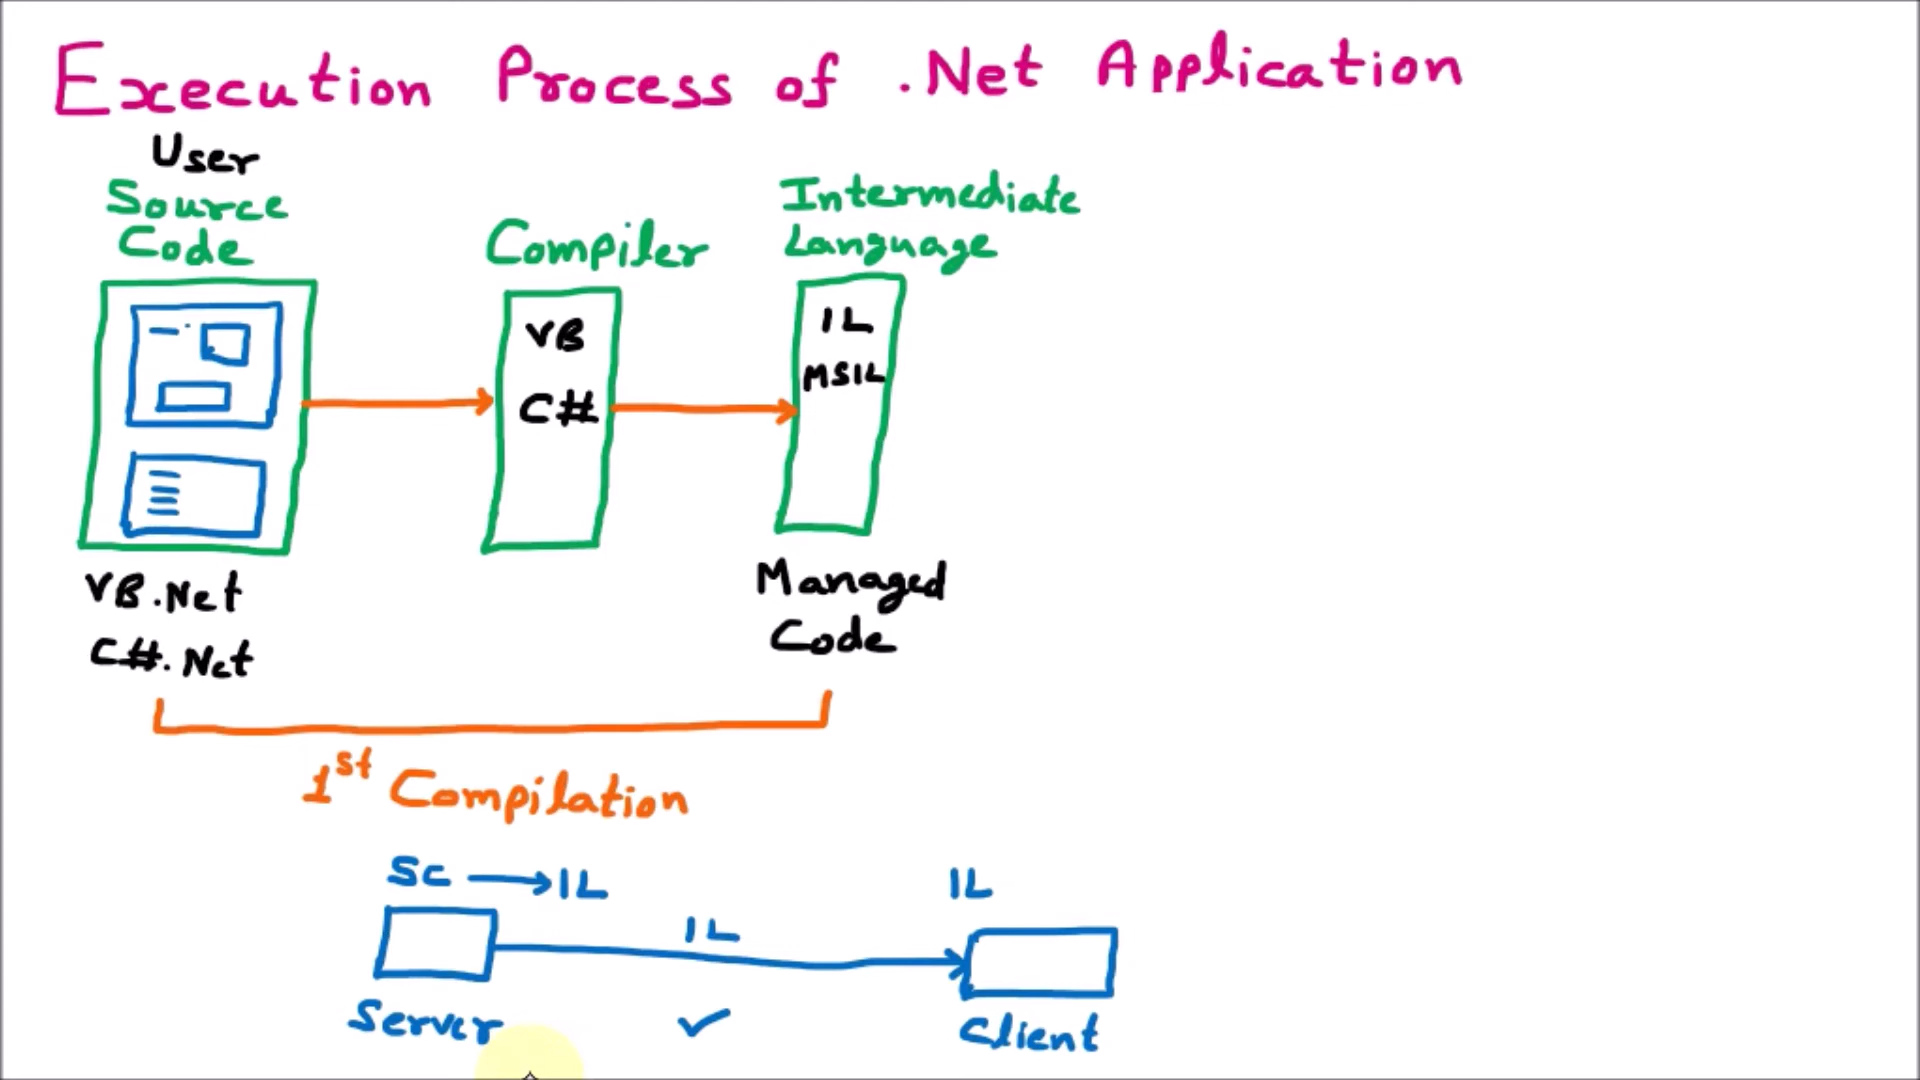 Execution Process of .Net Application
User
Source
Code
Compiler
Intermediate
Language
VB
C#
IL
MSIL
VB.Net
C#.Net
Managed
Code
1st Compilation
SC → IL
IL
IL
Server
Client